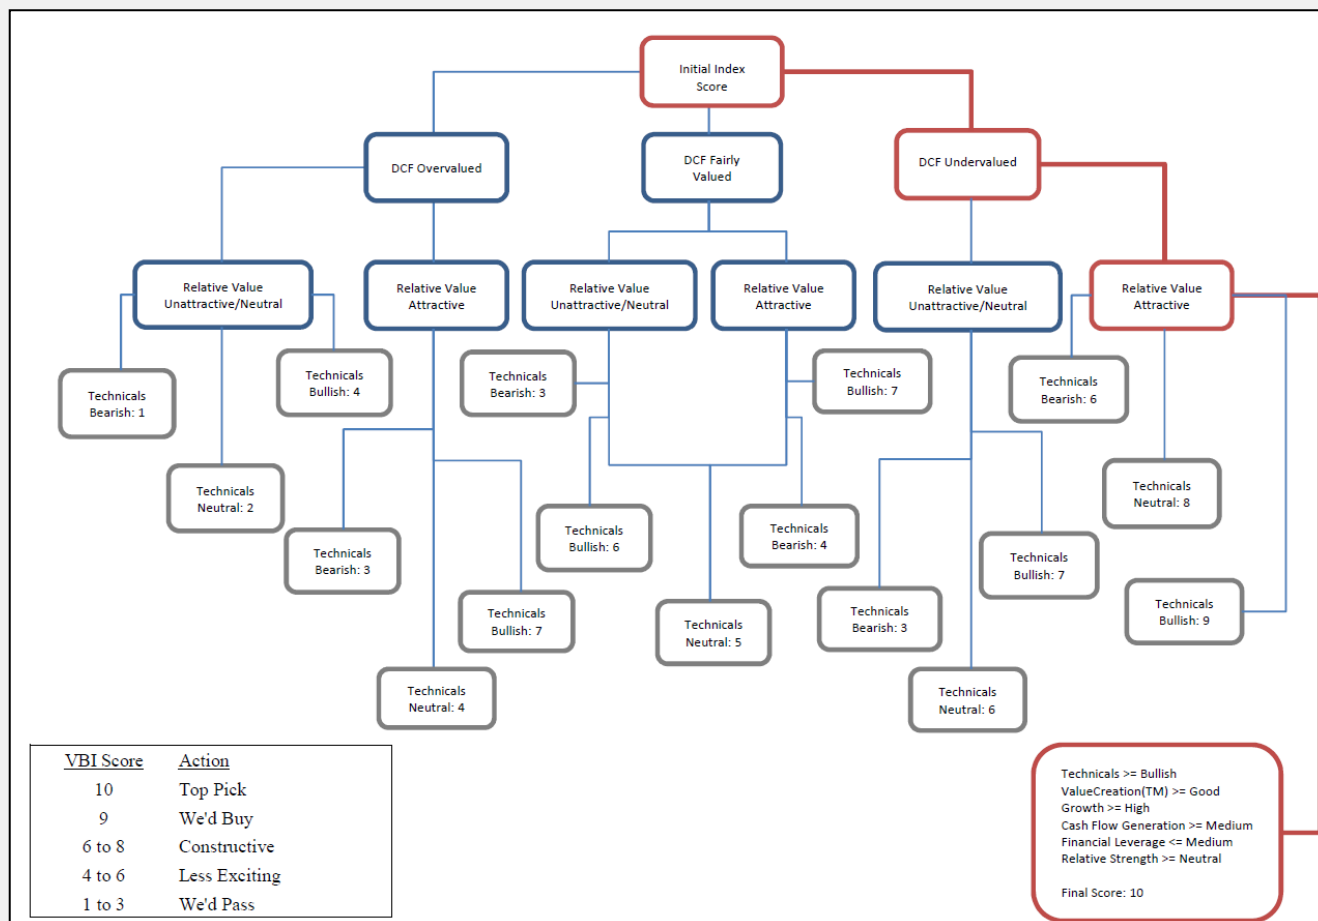 Initial Index
Score
DCF Overvalued
DCF Fairly
Valued
DCF Undervalued
Relative Value
Unattractive/Neutral
Relative Value
Attractive
Relative Value
Unattractive/Neutral
Relative Value
Attractive
Relative Value
Unattractive/Neutral
Relative Value
Attractive
Technicals
Bearish: 1
Technicals
Bullish: 4
Technicals
Bearish: 3
Technicals
Bullish: 7
Technicals
Bearish: 6
Technicals
Neutral: 2
Technicals
Bearish: 3
Technicals
Bullish: 6
Technicals
Bearish: 4
Technicals
Neutral: 8
Technicals
Bullish: 7
Technicals
Bullish: 7
Technicals
Neutral: 5
Technicals
Bearish: 3
Technicals
Bullish: 9
Technicals
Neutral: 4
Technicals
Neutral: 6
VBI Score Action
10 Top Pick
9 We'd Buy
6 to 8 Constructive
4 to 6 Less Exciting
1 to 3 We'd Pass
Technicals >= Bullish
ValueCreation(TM) >= Good
Growth >= High
Cash Flow Generation >= Medium
Financial Leverage <= Medium
Relative Strength >= Neutral
Final Score: 10